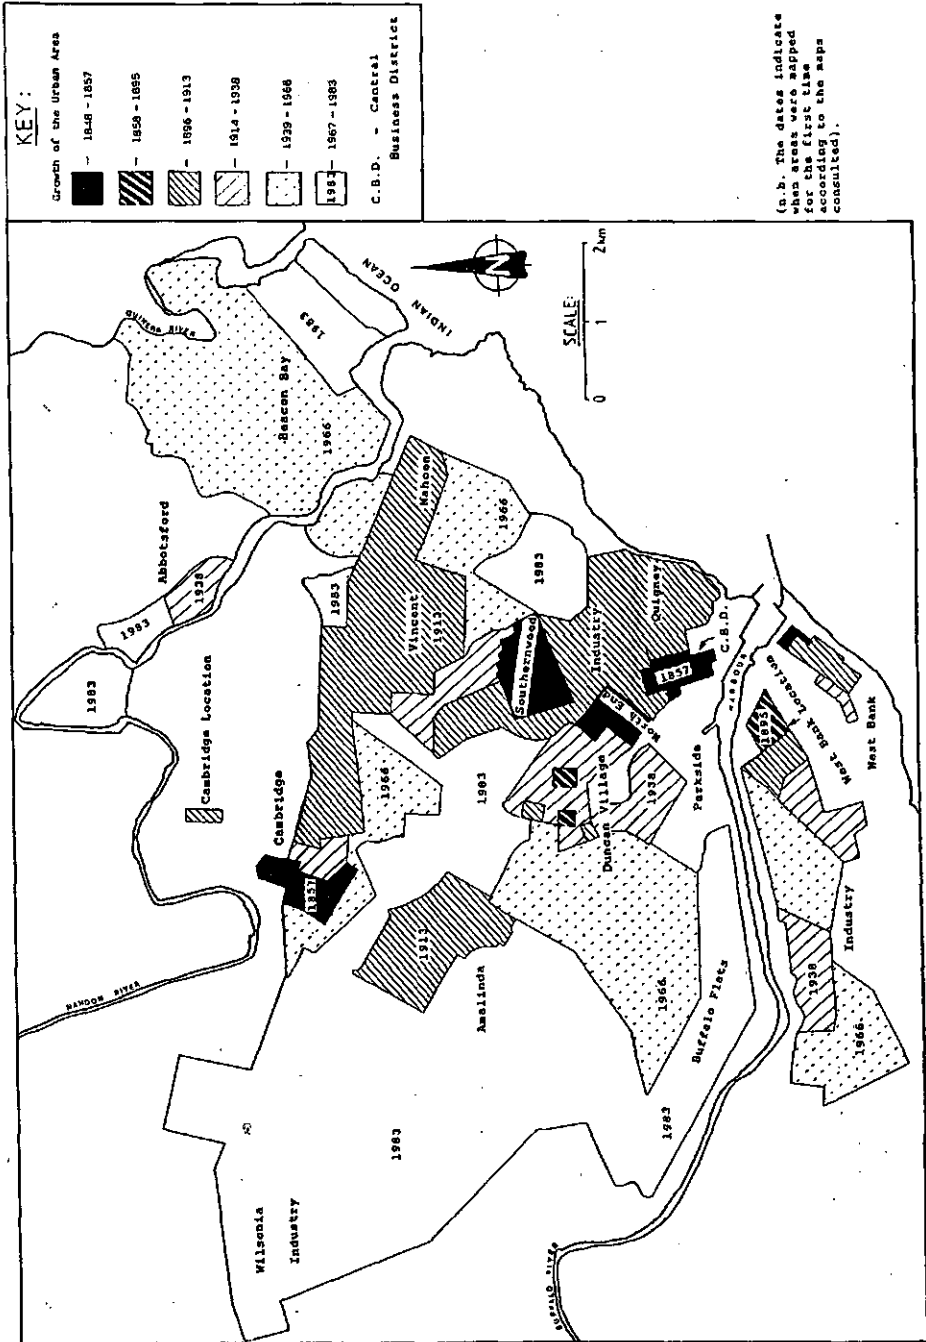 KEY:
Growth of the Urban Area
- 1848 - 1857
- 1858 - 1895
- 1896 - 1913
- 1914 - 1938
- 1939 - 1966
1983 - 1967 - 1983
C.B.D. - Central
Business District
(n.b. The dates indicate
when areas were mapped
for the first time
according to the maps
consulted).
RIVER
INDIAN
OCEAN
1983
Beacon Bay
1966
N
SCALE:
0 1 2km
Abbotsford
1938
1983
1983
Nahoon
1966
1983
1983
Vincent
1913
Cambridge Location
Cambridge
1857
1966
Southernwood
Industry
Quigney
1857
C.B.D.
North End
1983
Duncan Village
1938
Parkside
1913
Amalinda
1966
Buffalo Flats
1983
1895
West Bank Location
West Bank
Industry
1938
1966
NAHOON RIVER
1983
Wilsonia
Industry
BUFFALO RIVER